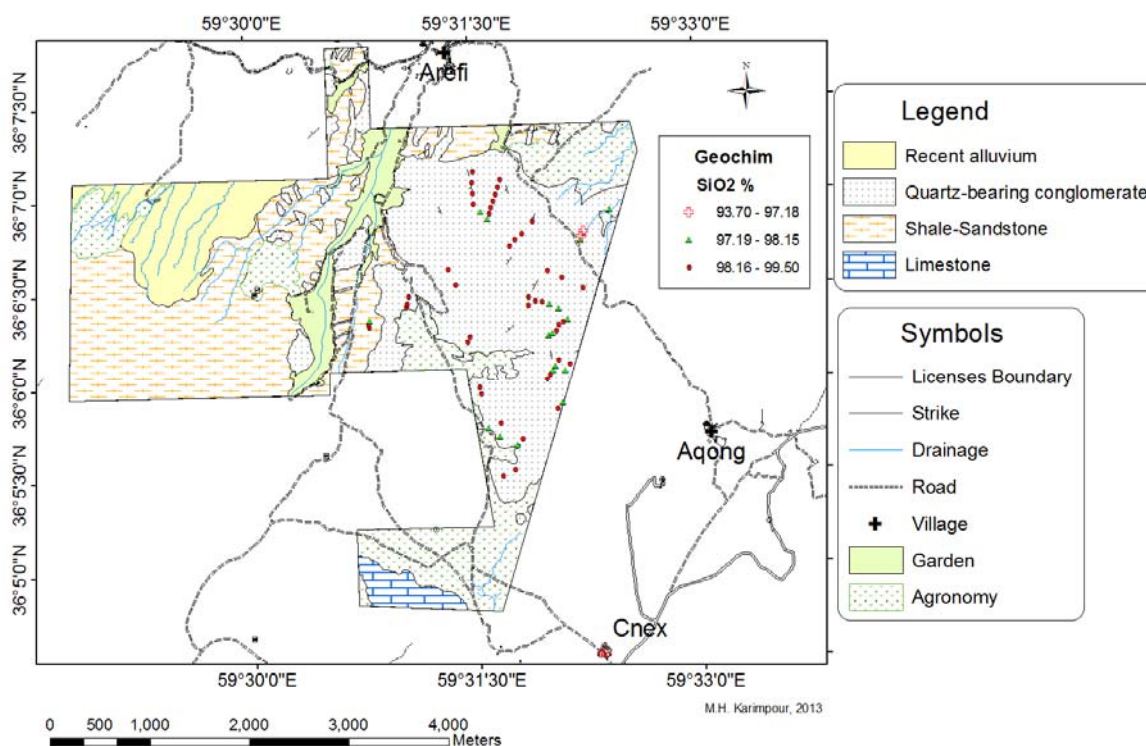 59°30'0"E 59°31'30"E 59°33'0"E
36°7'30"N
36°7'0"N
36°6'30"N
36°6'0"N
36°5'30"N
36°5'0"N
Arefi
Aqong
Cnex
Geochim
SiO2 %
93.70 - 97.18
97.19 - 98.15
98.16 - 99.50
59°30'0"E 59°31'30"E 59°33'0"E
M.H. Karimpour, 2013
0 500 1,000 2,000 3,000 4,000
Meters
Legend
Recent alluvium
Quartz-bearing conglomerate
Shale-Sandstone
Limestone
Symbols
Licenses Boundary
Strike
Drainage
Road
Village
Garden
Agronomy